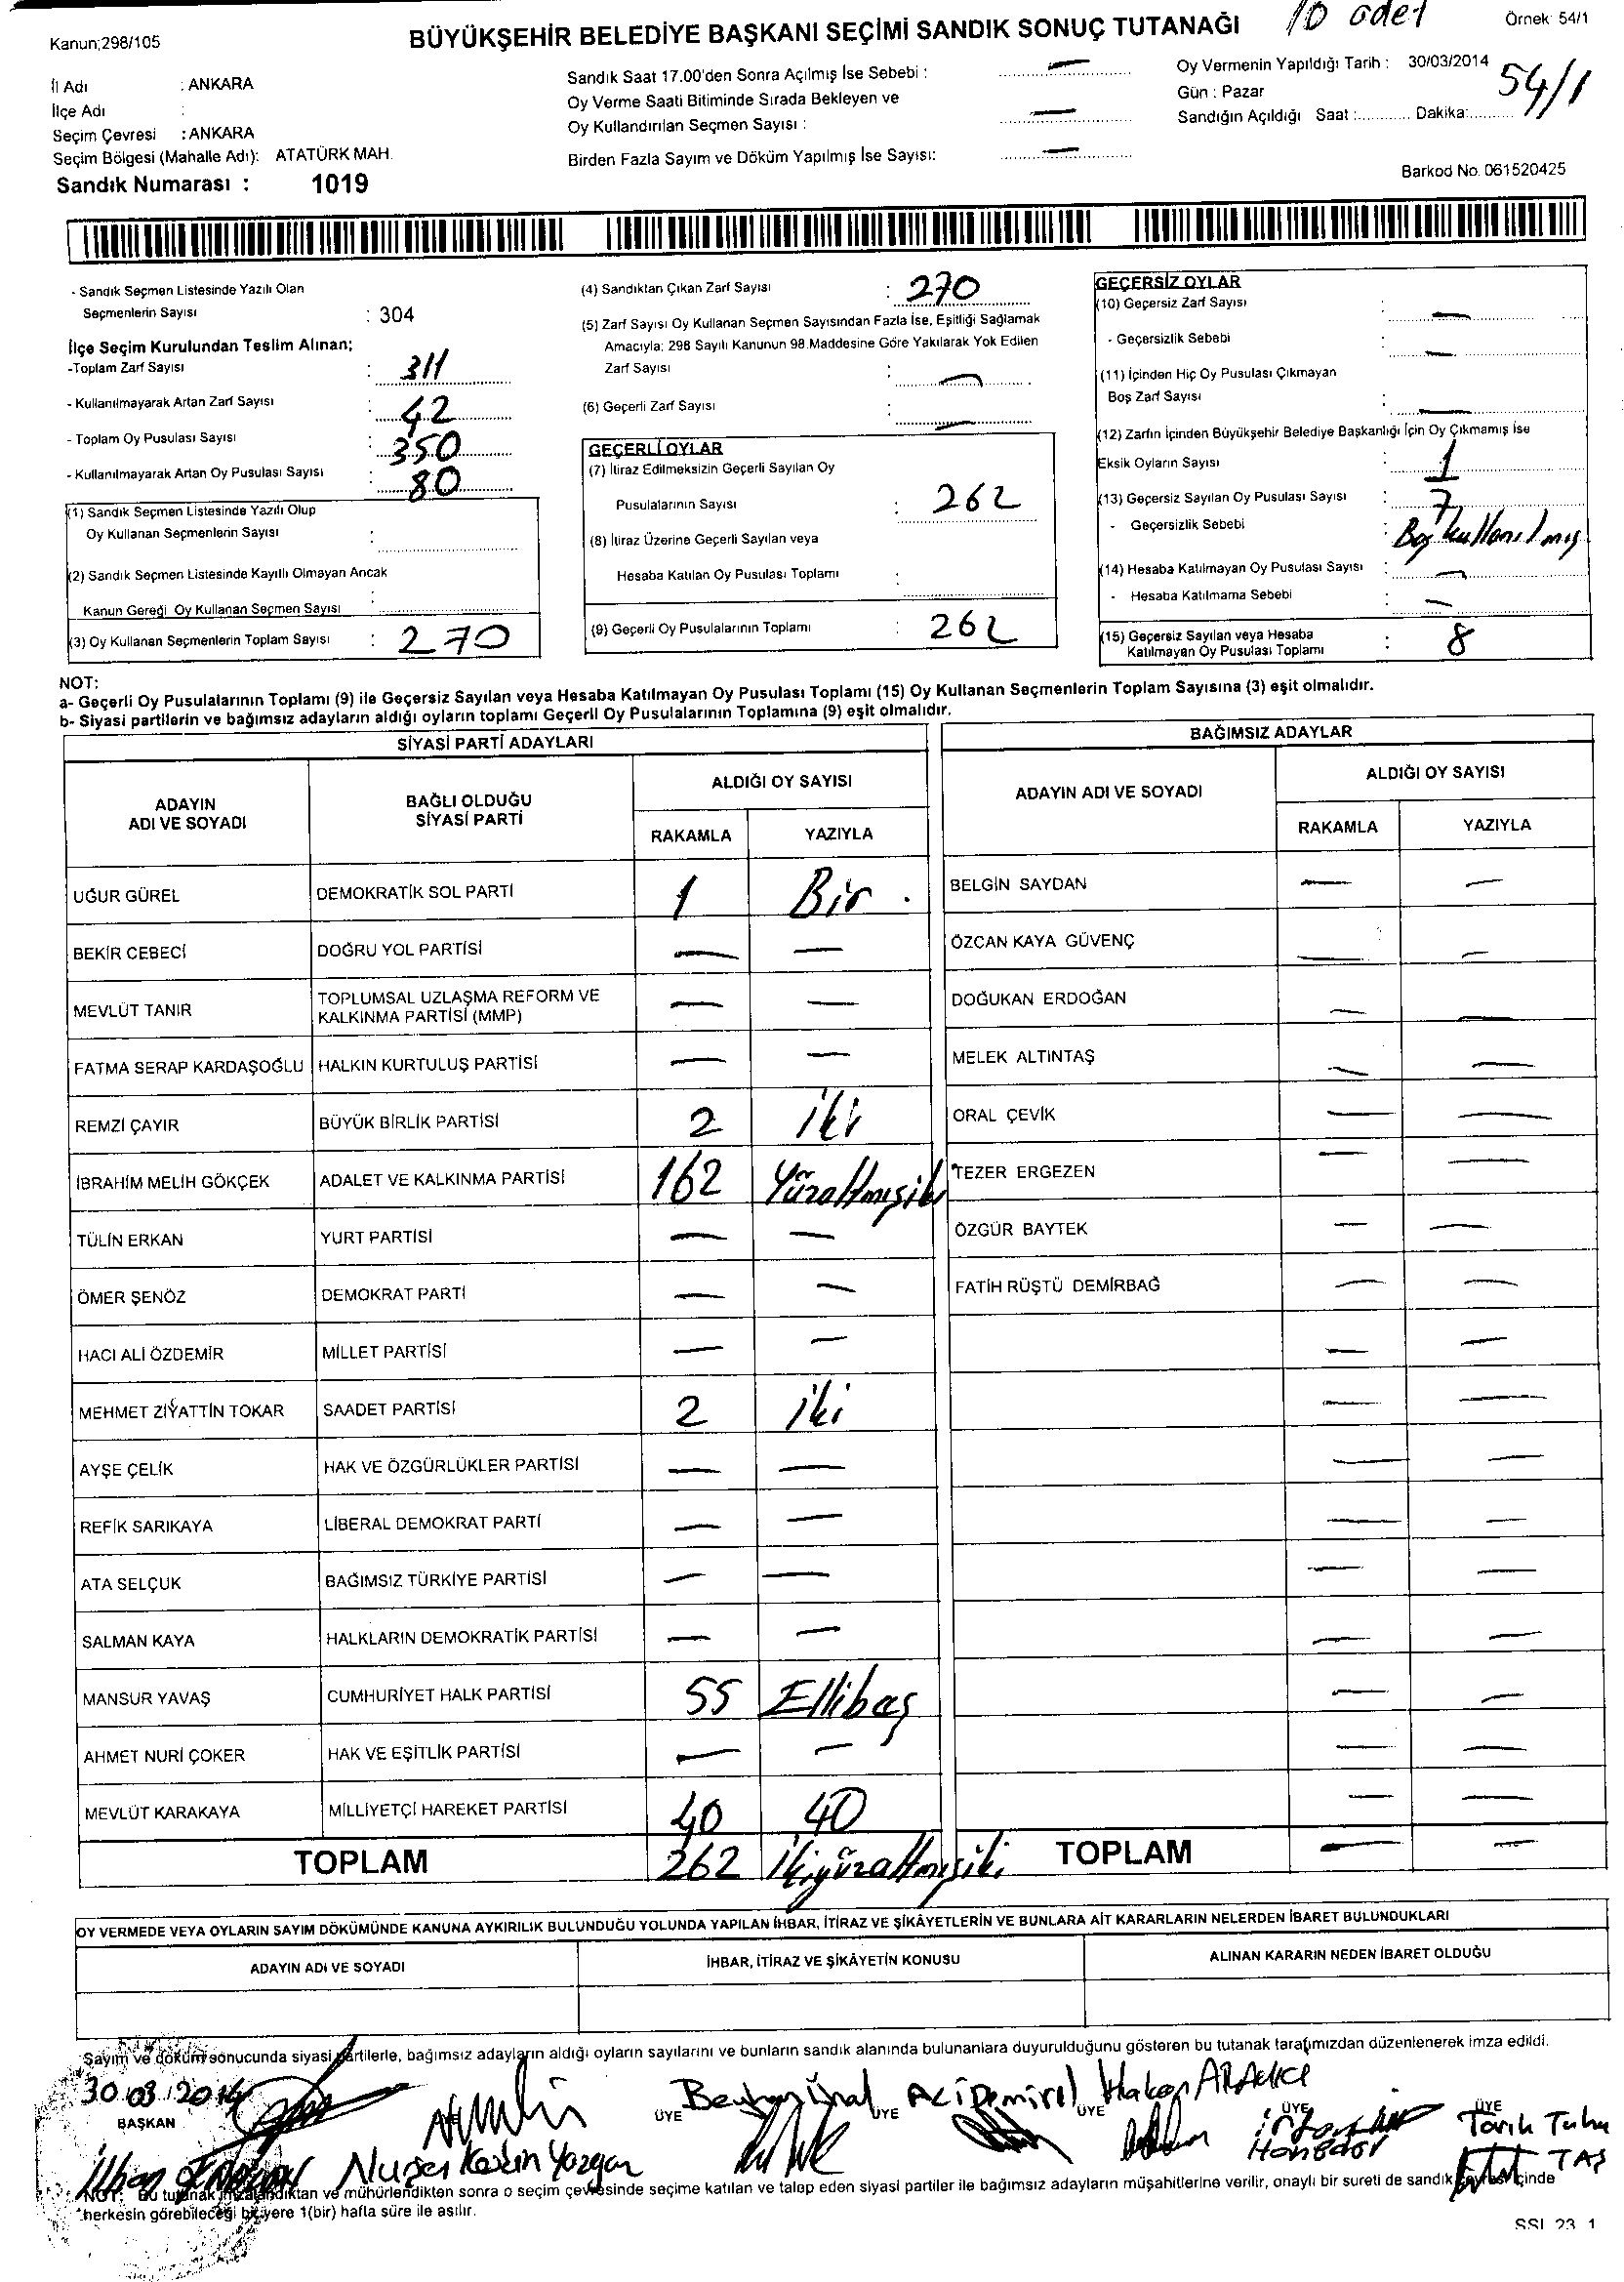 Kanun;298/105
BÜYÜKŞEHİR BELEDİYE BAŞKANI SEÇİMİ SANDIK SONUÇ TUTANAĞI
10 adet
Örnek: 54/1
54/1
İl Adı : ANKARA
İlçe Adı :
Seçim Çevresi : ANKARA
Seçim Bölgesi (Mahalle Adı): ATATÜRK MAH.
Sandık Numarası : 1019
Sandık Saat 17.00'den Sonra Açılmış İse Sebebi : —
Oy Verme Saati Bitiminde Sırada Bekleyen ve
Oy Kullandırılan Seçmen Sayısı : —
Birden Fazla Sayım ve Döküm Yapılmış İse Sayısı: —
Oy Vermenin Yapıldığı Tarih : 30/03/2014
Gün : Pazar
Sandığın Açıldığı Saat :............ Dakika:..........
Barkod No. 061520425
- Sandık Seçmen Listesinde Yazılı Olan
Seçmenlerin Sayısı : 304
İlçe Seçim Kurulundan Teslim Alınan;
-Toplam Zarf Sayısı : 311
- Kullanılmayarak Artan Zarf Sayısı : 42
- Toplam Oy Pusulası Sayısı : 350
- Kullanılmayarak Artan Oy Pusulası Sayısı : 80
(1) Sandık Seçmen Listesinde Yazılı Olup
Oy Kullanan Seçmenlerin Sayısı :
(2) Sandık Seçmen Listesinde Kayıllı Olmayan Ancak
Kanun Gereği Oy Kullanan Seçmen Sayısı :
(3) Oy Kullanan Seçmenlerin Toplam Sayısı : 270
(4) Sandıktan Çıkan Zarf Sayısı : 270
(5) Zarf Sayısı Oy Kullanan Seçmen Sayısından Fazla İse, Eşitliği Sağlamak
Amacıyla; 298 Sayılı Kanunun 98.Maddesine Göre Yakılarak Yok Edilen
Zarf Sayısı : —
(6) Geçerli Zarf Sayısı : —
GEÇERLİ OYLAR
(7) İtiraz Edilmeksizin Geçerli Sayılan Oy
Pusulalarının Sayısı : 262
(8) İtiraz Üzerine Geçerli Sayılan veya
Hesaba Katılan Oy Pusulası Toplamı :
(9) Geçerli Oy Pusulalarının Toplamı : 262
GEÇERSİZ OYLAR
(10) Geçersiz Zarf Sayısı : —
- Geçersizlik Sebebi : —
(11) İçinden Hiç Oy Pusulası Çıkmayan
Boş Zarf Sayısı : —
(12) Zarfın İçinden Büyükşehir Belediye Başkanlığı İçin Oy Çıkmamış İse
Eksik Oyların Sayısı : 1
(13) Geçersiz Sayılan Oy Pusulası Sayısı : 7
- Geçersizlik Sebebi : Boş kullanılmış
(14) Hesaba Katılmayan Oy Pusulası Sayısı : —
- Hesaba Katılmama Sebebi : —
(15) Geçersiz Sayılan veya Hesaba
Katılmayan Oy Pusulası Toplamı : 8
NOT:
a- Geçerli Oy Pusulalarının Toplamı (9) ile Geçersiz Sayılan veya Hesaba Katılmayan Oy Pusulası Toplamı (15) Oy Kullanan Seçmenlerin Toplam Sayısına (3) eşit olmalıdır.
b- Siyasi partilerin ve bağımsız adayların aldığı oyların toplamı Geçerli Oy Pusulalarının Toplamına (9) eşit olmalıdır.
SİYASİ PARTİ ADAYLARI
ADAYIN ADI VE SOYADI
BAĞLI OLDUĞU SİYASİ PARTİ
ALDIĞI OY SAYISI
RAKAMLA YAZIYLA
UĞUR GÜREL DEMOKRATİK SOL PARTİ 1 Bir
BEKİR CEBECİ DOĞRU YOL PARTİSİ — —
MEVLÜT TANIR TOPLUMSAL UZLAŞMA REFORM VE KALKINMA PARTİSİ (MMP) — —
FATMA SERAP KARDAŞOĞLU HALKIN KURTULUŞ PARTİSİ — —
REMZİ ÇAYIR BÜYÜK BİRLİK PARTİSİ 2 iki
İBRAHİM MELİH GÖKÇEK ADALET VE KALKINMA PARTİSİ 162 Yüzaltmışiki
TÜLİN ERKAN YURT PARTİSİ — —
ÖMER ŞENÖZ DEMOKRAT PARTİ — —
HACI ALİ ÖZDEMİR MİLLET PARTİSİ — —
MEHMET ZİYATTİN TOKAR SAADET PARTİSİ 2 iki
AYŞE ÇELİK HAK VE ÖZGÜRLÜKLER PARTİSİ — —
REFİK SARIKAYA LİBERAL DEMOKRAT PARTİ — —
ATA SELÇUK BAĞIMSIZ TÜRKİYE PARTİSİ — —
SALMAN KAYA HALKLARIN DEMOKRATİK PARTİSİ — —
MANSUR YAVAŞ CUMHURİYET HALK PARTİSİ 55 Ellibeş
AHMET NURİ ÇOKER HAK VE EŞİTLİK PARTİSİ — —
MEVLÜT KARAKAYA MİLLİYETÇİ HAREKET PARTİSİ 40 40
TOPLAM 262 ikiyüzaltmışiki
BAĞIMSIZ ADAYLAR
ADAYIN ADI VE SOYADI
ALDIĞI OY SAYISI
RAKAMLA YAZIYLA
BELGİN SAYDAN — —
ÖZCAN KAYA GÜVENÇ — —
DOĞUKAN ERDOĞAN — —
MELEK ALTINTAŞ — —
ORAL ÇEVİK — —
TEZER ERGEZEN — —
ÖZGÜR BAYTEK — —
FATİH RÜŞTÜ DEMİRBAĞ — —
TOPLAM — —
OY VERMEDE VEYA OYLARIN SAYIM DÖKÜMÜNDE KANUNA AYKIRILIK BULUNDUĞU YOLUNDA YAPILAN İHBAR, İTİRAZ VE ŞİKÂYETLERİN VE BUNLARA AİT KARARLARIN NELERDEN İBARET BULUNDUKLARI
ADAYIN ADI VE SOYADI
İHBAR, İTİRAZ VE ŞİKÂYETİN KONUSU
ALINAN KARARIN NEDEN İBARET OLDUĞU
Sayım ve döküm sonucunda siyasi partilerle, bağımsız adayların aldığı oyların sayılarını ve bunların sandık alanında bulunanlara duyurulduğunu gösteren bu tutanak tarafımızdan düzenlenerek imza edildi.
30.03.2014
BAŞKAN
ÜYE
ÜYE
Hakan
ÜYE
ÜYE
ÜYE
Tarık Tuhu
TAŞ
İlhan
NOT: Bu tutanak imzalandıktan ve mühürlendikten sonra o seçim çevresinde seçime katılan ve talep eden siyasi partiler ile bağımsız adayların müşahitlerine verilir, onaylı bir sureti de sandık çevresi içinde
herkesin görebileceği bir yere 1(bir) hafta süre ile asılır.
SSI 23 1